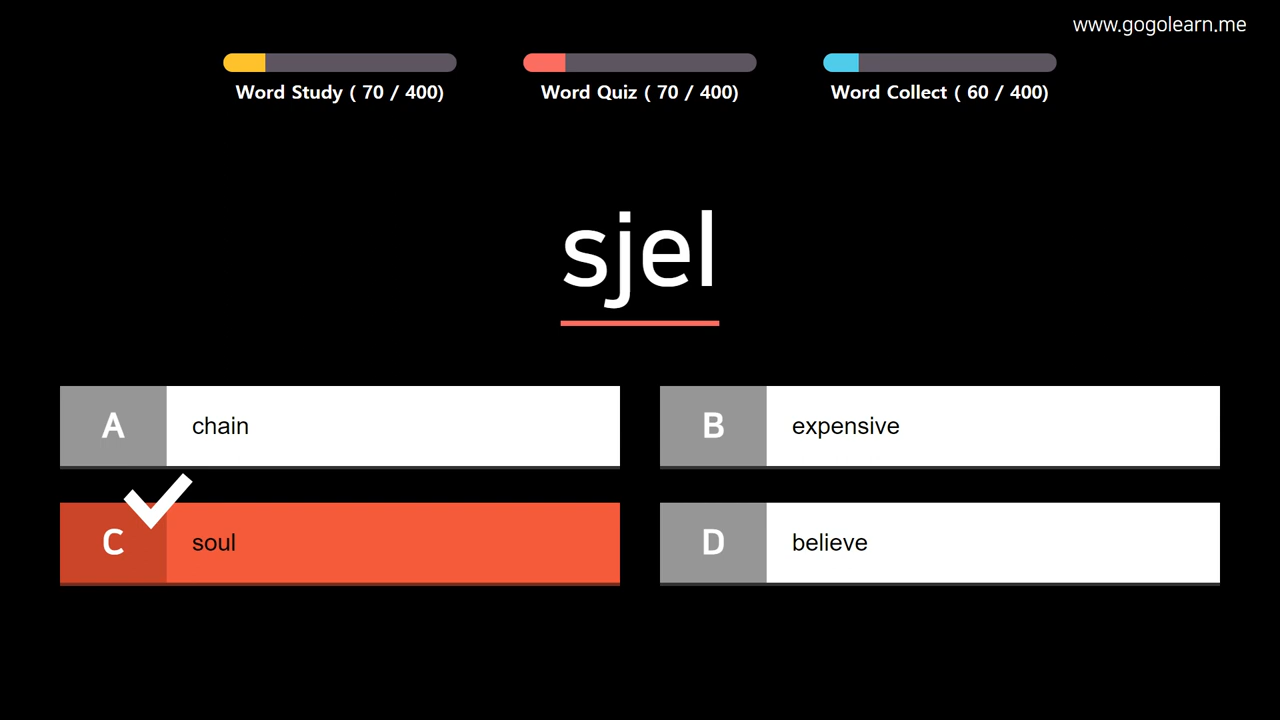 www.gogolearn.me
Word Study ( 70 / 400)
Word Quiz ( 70 / 400)
Word Collect ( 60 / 400)
sjel
A chain
B expensive
C soul
D believe